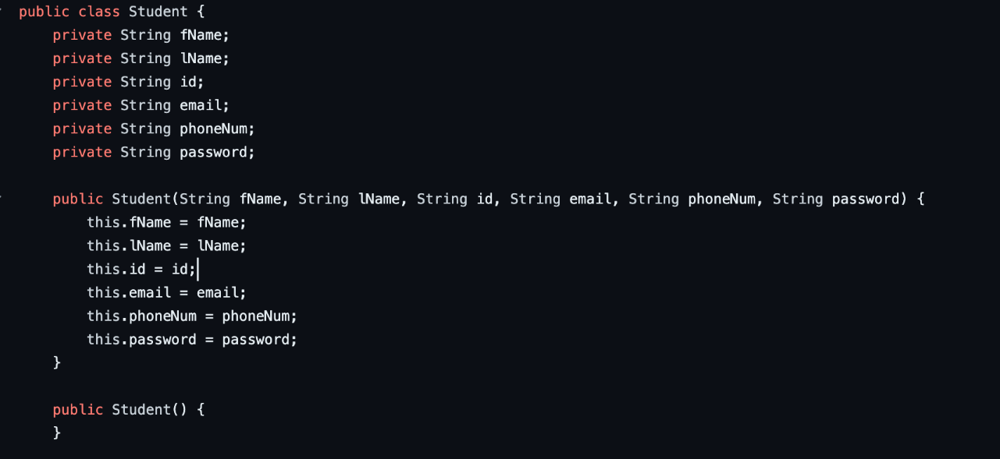 public class Student {
    private String fName;
    private String lName;
    private String id;
    private String email;
    private String phoneNum;
    private String password;

    public Student(String fName, String lName, String id, String email, String phoneNum, String password) {
        this.fName = fName;
        this.lName = lName;
        this.id = id;
        this.email = email;
        this.phoneNum = phoneNum;
        this.password = password;
    }

    public Student() {
    }